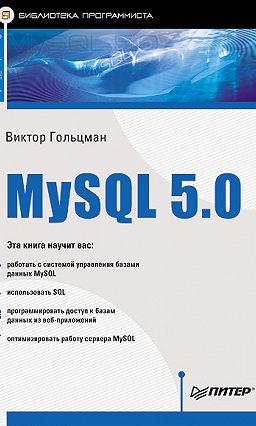 БИБЛИОТЕКА ПРОГРАММИСТА
Виктор Гольцман
MySQL 5.0
Эта книга научит вас:
работать с системой управления базами
данных MySQL
использовать SQL
программировать доступ к базам
данных из веб-приложений
оптимизировать работу сервера MySQL
ПИТЕР®